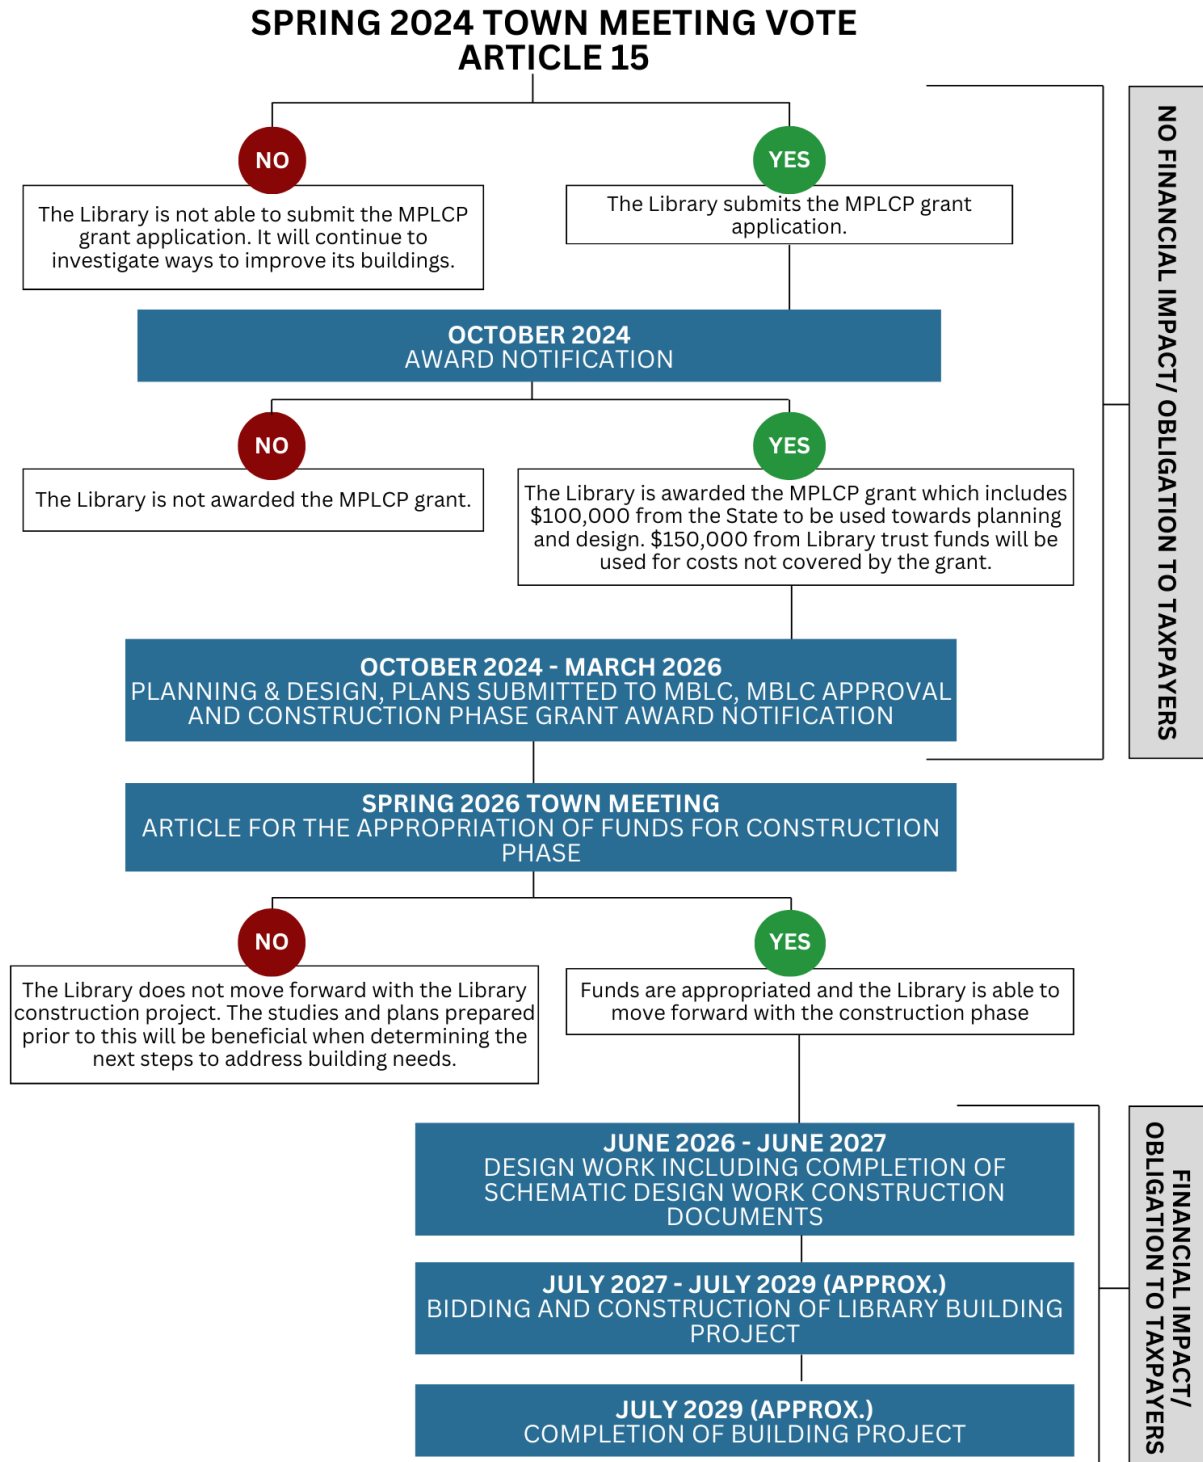 SPRING 2024 TOWN MEETING VOTE
ARTICLE 15
NO
The Library is not able to submit the MPLCP
grant application. It will continue to
investigate ways to improve its buildings.
YES
The Library submits the MPLCP grant
application.
OCTOBER 2024
AWARD NOTIFICATION
NO
The Library is not awarded the MPLCP grant.
YES
The Library is awarded the MPLCP grant which includes
$100,000 from the State to be used towards planning
and design. $150,000 from Library trust funds will be
used for costs not covered by the grant.
OCTOBER 2024 - MARCH 2026
PLANNING & DESIGN, PLANS SUBMITTED TO MBLC, MBLC APPROVAL
AND CONSTRUCTION PHASE GRANT AWARD NOTIFICATION
NO FINANCIAL IMPACT/ OBLIGATION TO TAXPAYERS
SPRING 2026 TOWN MEETING
ARTICLE FOR THE APPROPRIATION OF FUNDS FOR CONSTRUCTION
PHASE
NO
The Library does not move forward with the Library
construction project. The studies and plans prepared
prior to this will be beneficial when determining the
next steps to address building needs.
YES
Funds are appropriated and the Library is able to
move forward with the construction phase
JUNE 2026 - JUNE 2027
DESIGN WORK INCLUDING COMPLETION OF
SCHEMATIC DESIGN WORK CONSTRUCTION
DOCUMENTS
JULY 2027 - JULY 2029 (APPROX.)
BIDDING AND CONSTRUCTION OF LIBRARY BUILDING
PROJECT
JULY 2029 (APPROX.)
COMPLETION OF BUILDING PROJECT
FINANCIAL IMPACT/
OBLIGATION TO TAXPAYERS